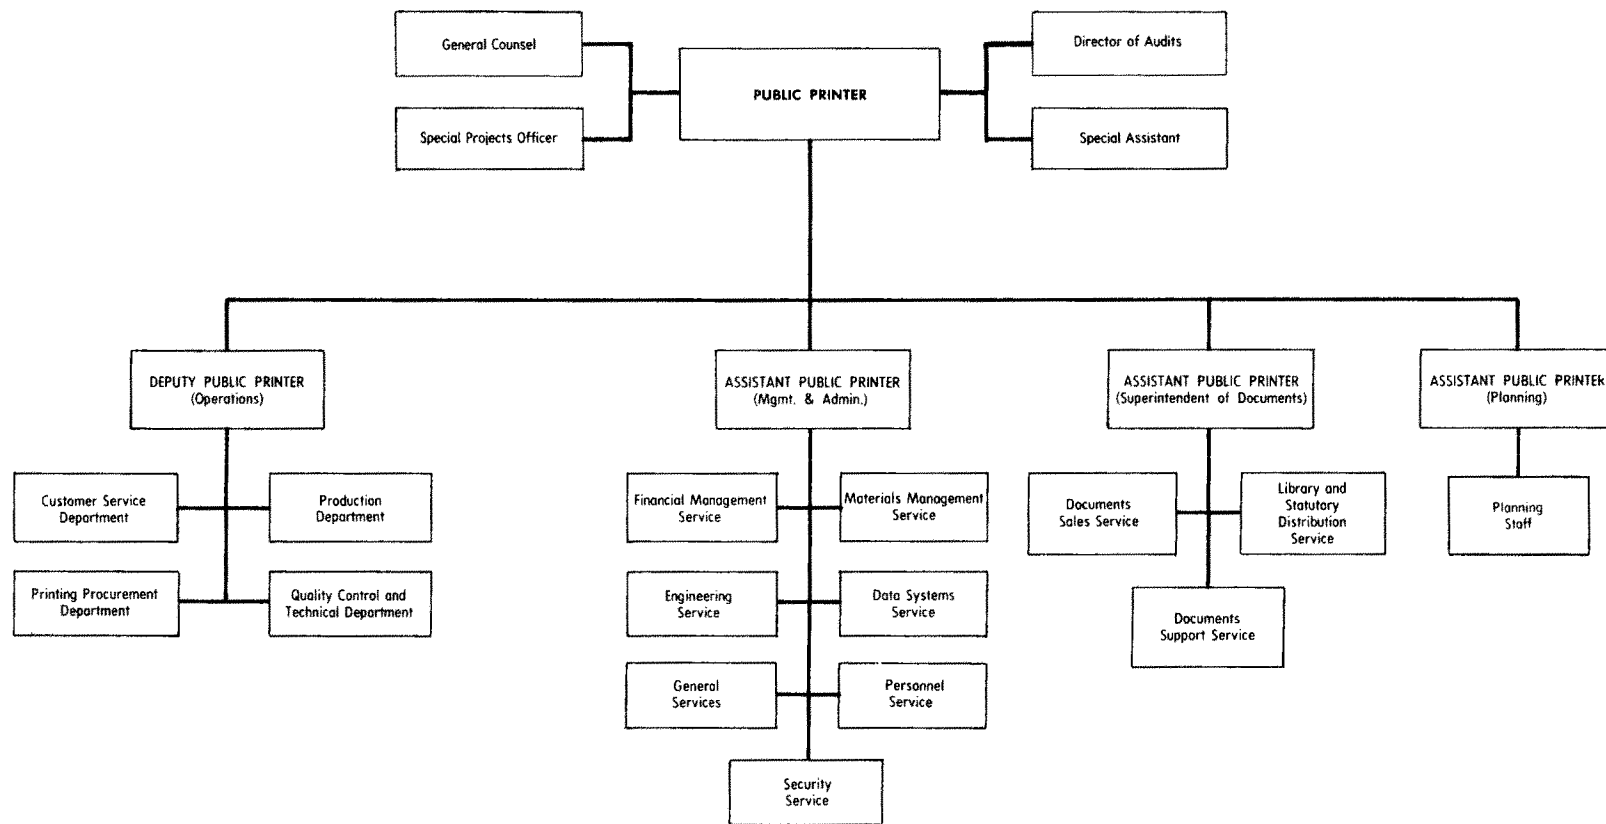 General Counsel
Director of Audits
PUBLIC PRINTER
Special Projects Officer
Special Assistant
DEPUTY PUBLIC PRINTER
(Operations)
ASSISTANT PUBLIC PRINTER
(Mgmt. & Admin.)
ASSISTANT PUBLIC PRINTER
(Superintendent of Documents)
ASSISTANT PUBLIC PRINTER
(Planning)
Customer Service
Department
Production
Department
Printing Procurement
Department
Quality Control and
Technical Department
Financial Management
Service
Materials Management
Service
Engineering
Service
Data Systems
Service
General
Services
Personnel
Service
Security
Service
Documents
Sales Service
Library and
Statutory
Distribution
Service
Documents
Support Service
Planning
Staff